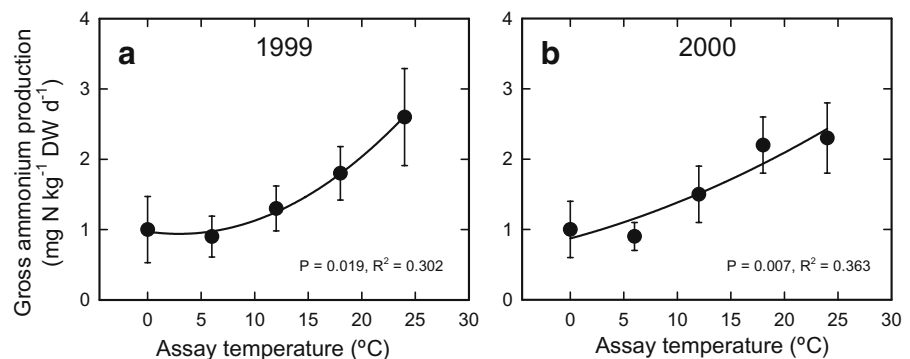 Gross ammonium production
(mg N kg⁻¹ DW d⁻¹)
a
1999
4
3
2
1
0
P = 0.019, R² = 0.302
0 5 10 15 20 25 30
Assay temperature (ºC)
b
2000
4
3
2
1
0
P = 0.007, R² = 0.363
0 5 10 15 20 25 30
Assay temperature (ºC)